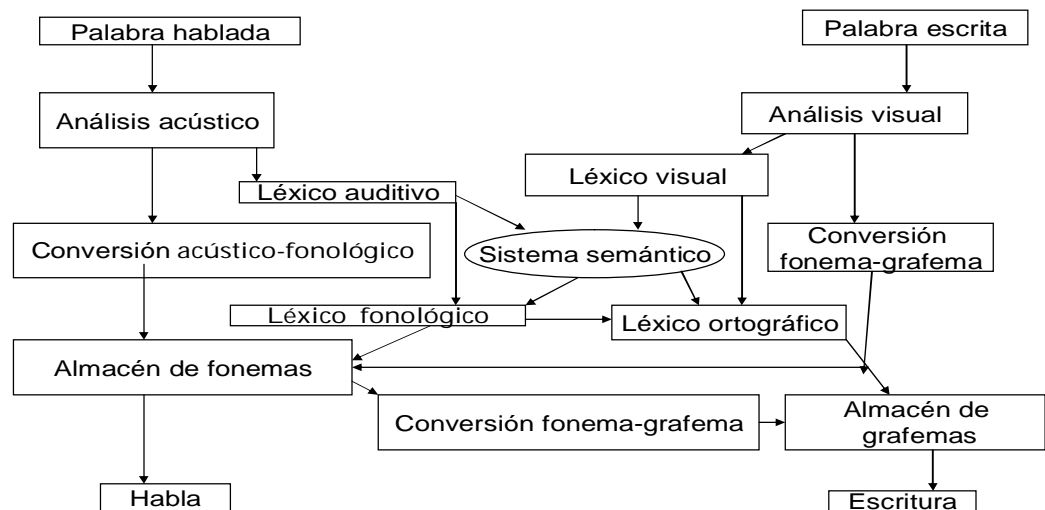 Palabra hablada
Palabra escrita
Análisis acústico
Análisis visual
Léxico auditivo
Léxico visual
Conversión acústico-fonológico
Sistema semántico
Conversión
fonema-grafema
Léxico fonológico
Léxico ortográfico
Almacén de fonemas
Conversión fonema-grafema
Almacén de
grafemas
Habla
Escritura